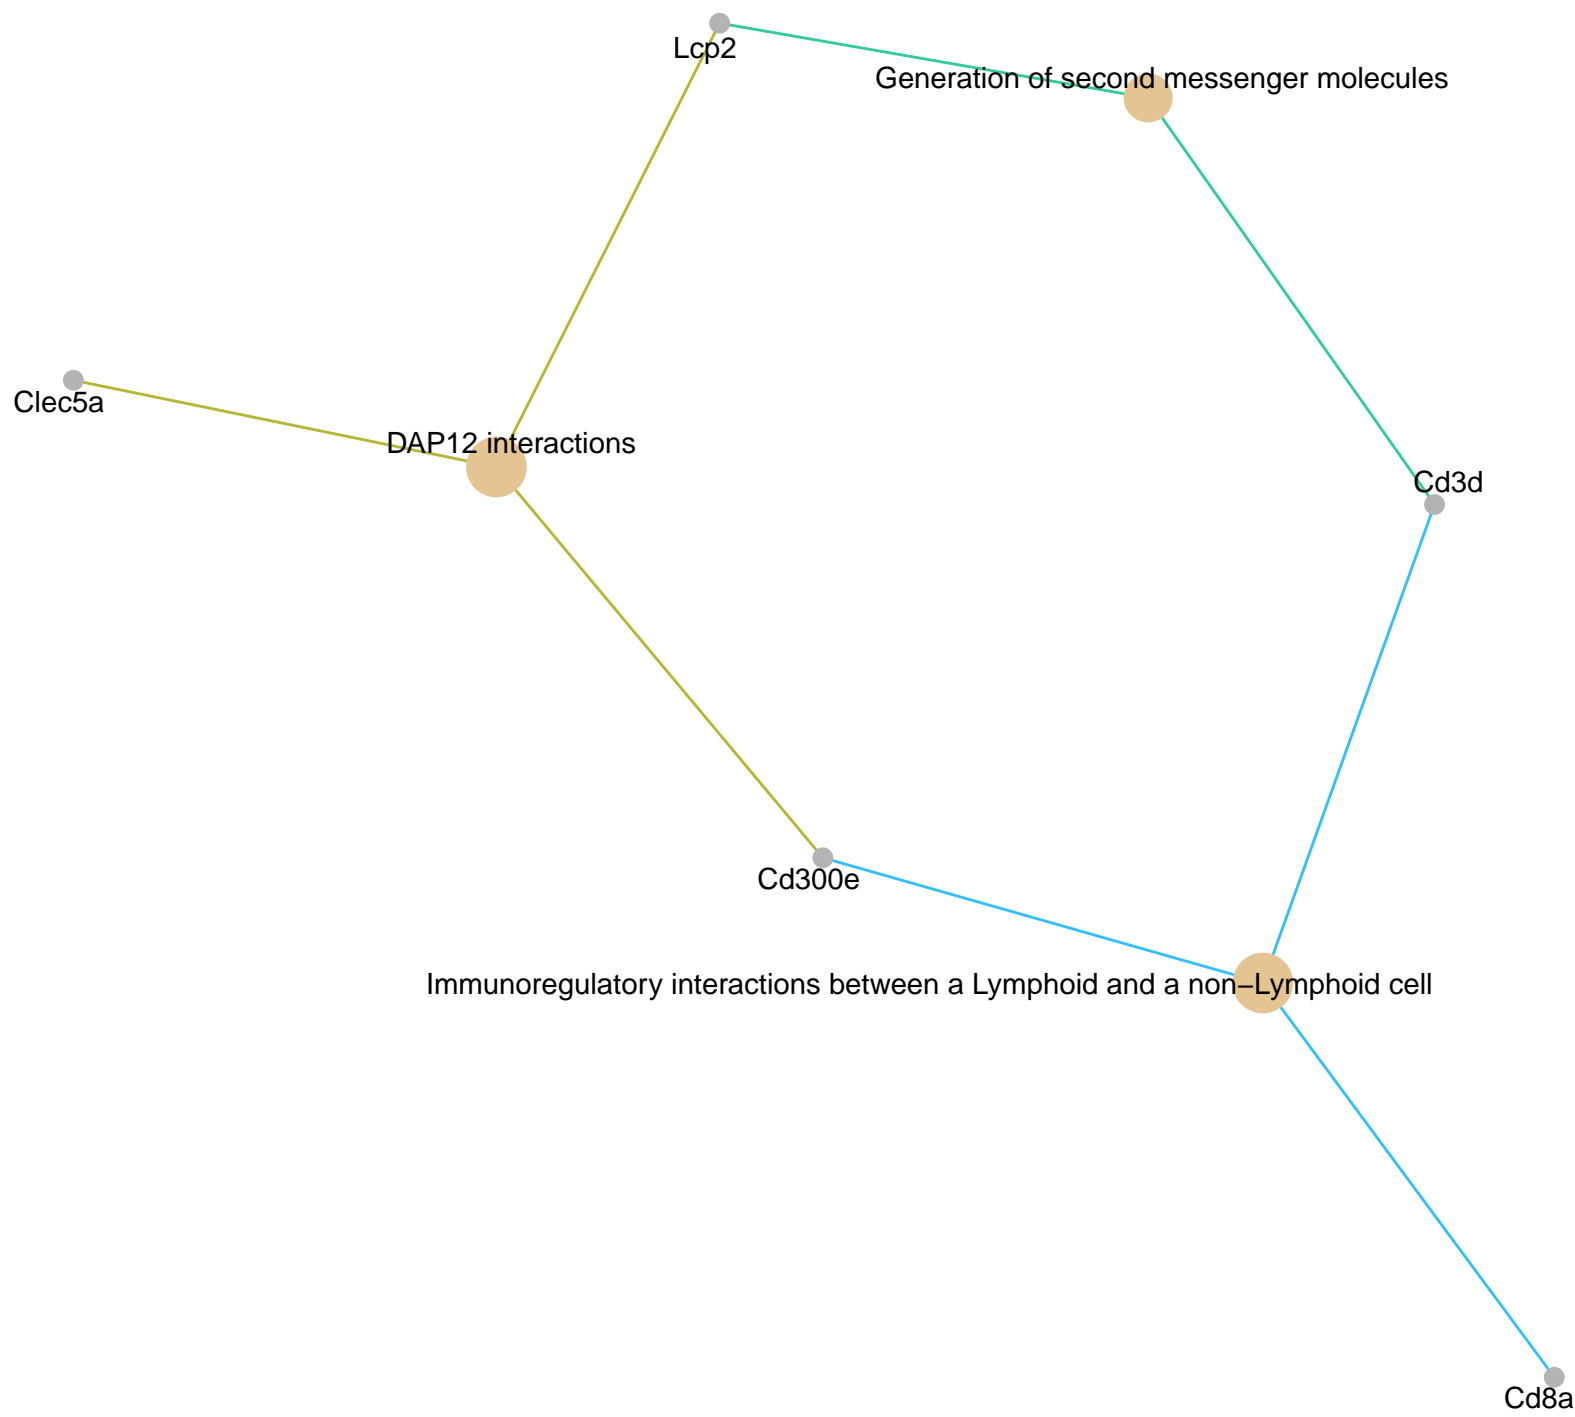 Lcp2
Generation of second messenger molecules
Clec5a
DAP12 interactions
Cd3d
Cd300e
Immunoregulatory interactions between a Lymphoid and a non−Lymphoid cell
Cd8a